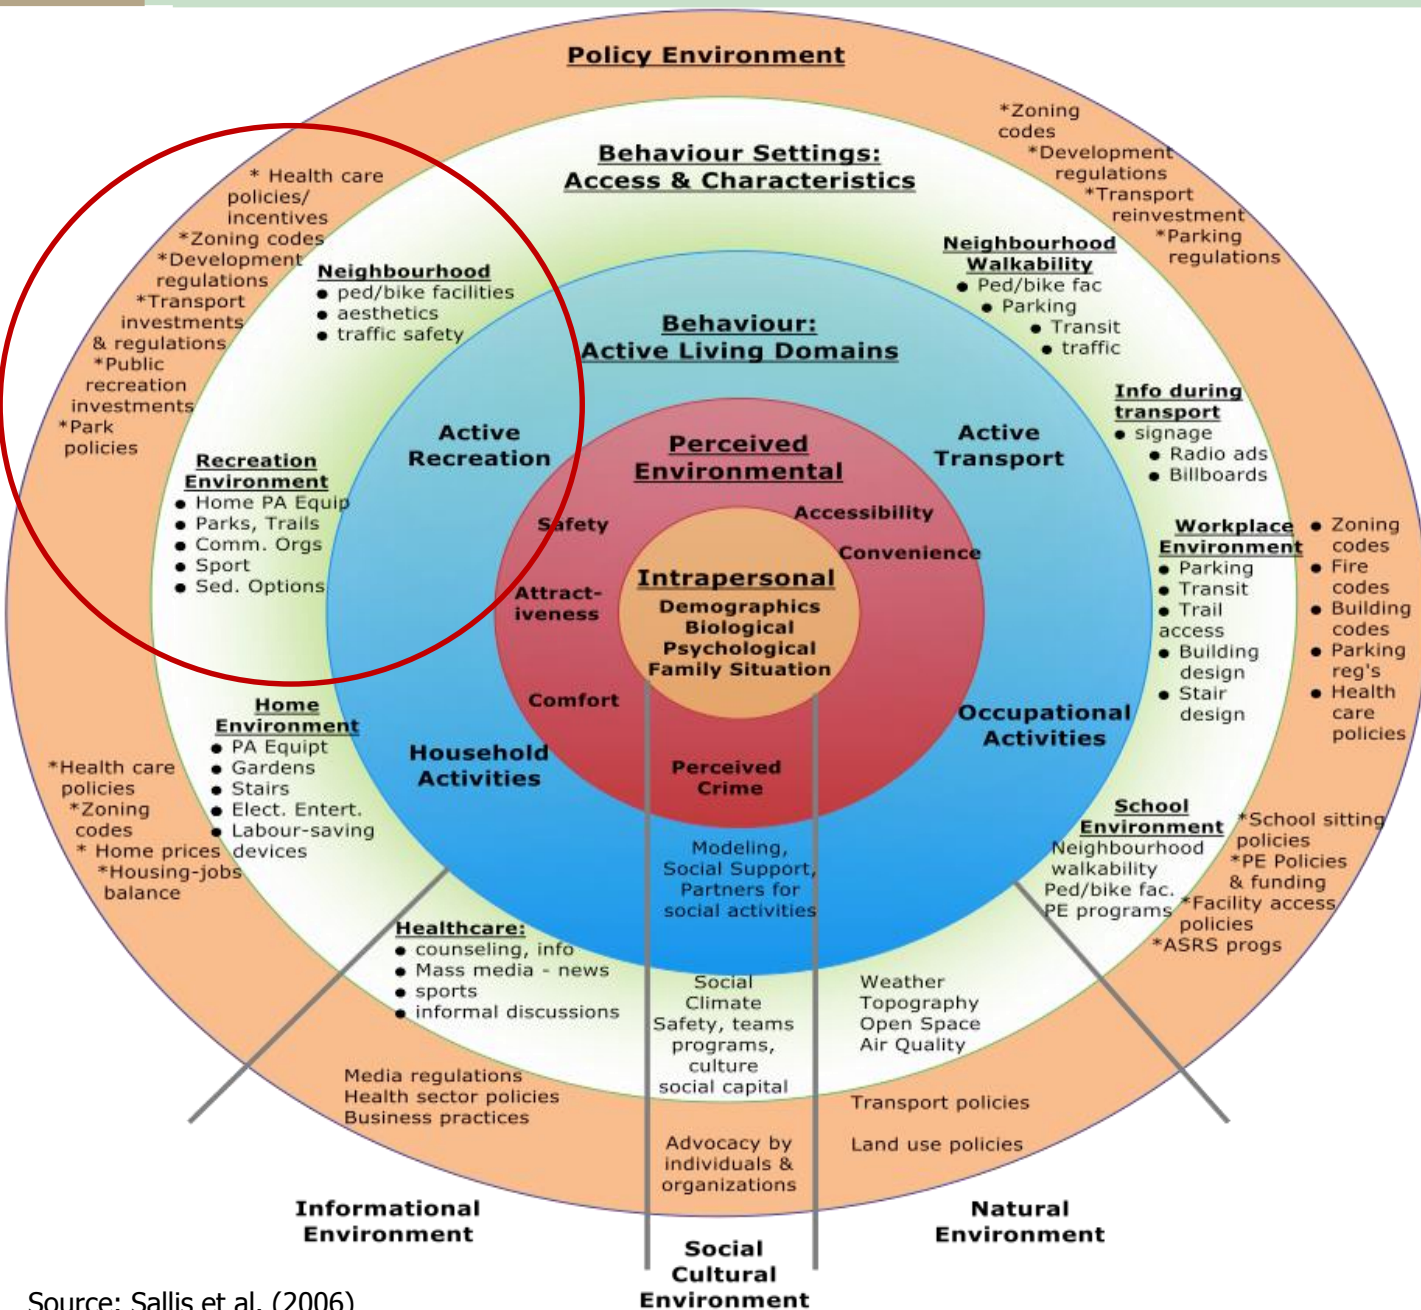 Policy Environment
Behaviour Settings:
Access & Characteristics
* Health care
policies/
incentives
*Zoning codes
*Development
regulations
*Transport
investments
& regulations
*Public
recreation
investments
*Park
policies
*Zoning
codes
*Development
regulations
*Transport
reinvestment
*Parking
regulations
Neighbourhood
● ped/bike facilities
● aesthetics
● traffic safety
Neighbourhood
Walkability
● Ped/bike fac
● Parking
● Transit
● traffic
Behaviour:
Active Living Domains
Info during
transport
● signage
● Radio ads
● Billboards
Active
Recreation
Active
Transport
Perceived
Environmental
Recreation
Environment
● Home PA Equip
● Parks, Trails
● Comm. Orgs
● Sport
● Sed. Options
Safety
Accessibility
Convenience
Attract-
iveness
Intrapersonal
Demographics
Biological
Psychological
Family Situation
Comfort
Perceived
Crime
Workplace
Environment
● Parking
● Transit
● Trail
access
● Building
design
● Stair
design
● Zoning
codes
● Fire
codes
● Building
codes
● Parking
reg's
● Health
care
policies
Home
Environment
● PA Equipt
● Gardens
● Stairs
● Elect. Entert.
● Labour-saving
devices
Household
Activities
Occupational
Activities
*Health care
policies
*Zoning
codes
* Home prices
*Housing-jobs
balance
School
Environment
Neighbourhood
walkability
Ped/bike fac.
PE programs
*School sitting
policies
*PE Policies
& funding
*Facility access
policies
*ASRS progs
Modeling,
Social Support,
Partners for
social activities
Healthcare:
● counseling, info
● Mass media - news
● sports
● informal discussions
Social
Climate
Safety, teams
programs,
culture
social capital
Weather
Topography
Open Space
Air Quality
Media regulations
Health sector policies
Business practices
Advocacy by
individuals &
organizations
Transport policies
Land use policies
Informational
Environment
Social
Cultural
Environment
Natural
Environment
Source: Sallis et al. (2006)